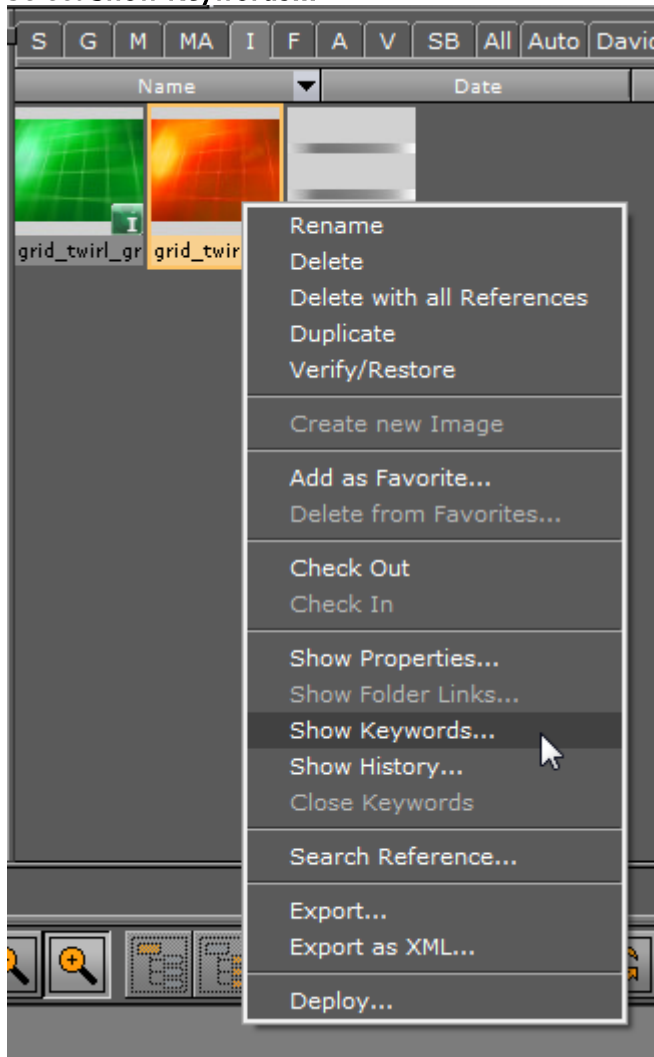 S G M MA I F A V SB All Auto David
Name Date
I
grid_twirl_gr grid_twir
Rename
Delete
Delete with all References
Duplicate
Verify/Restore
Create new Image
Add as Favorite...
Delete from Favorites...
Check Out
Check In
Show Properties...
Show Folder Links...
Show Keywords...
Show History...
Close Keywords
Search Reference...
Export...
Export as XML...
Deploy...